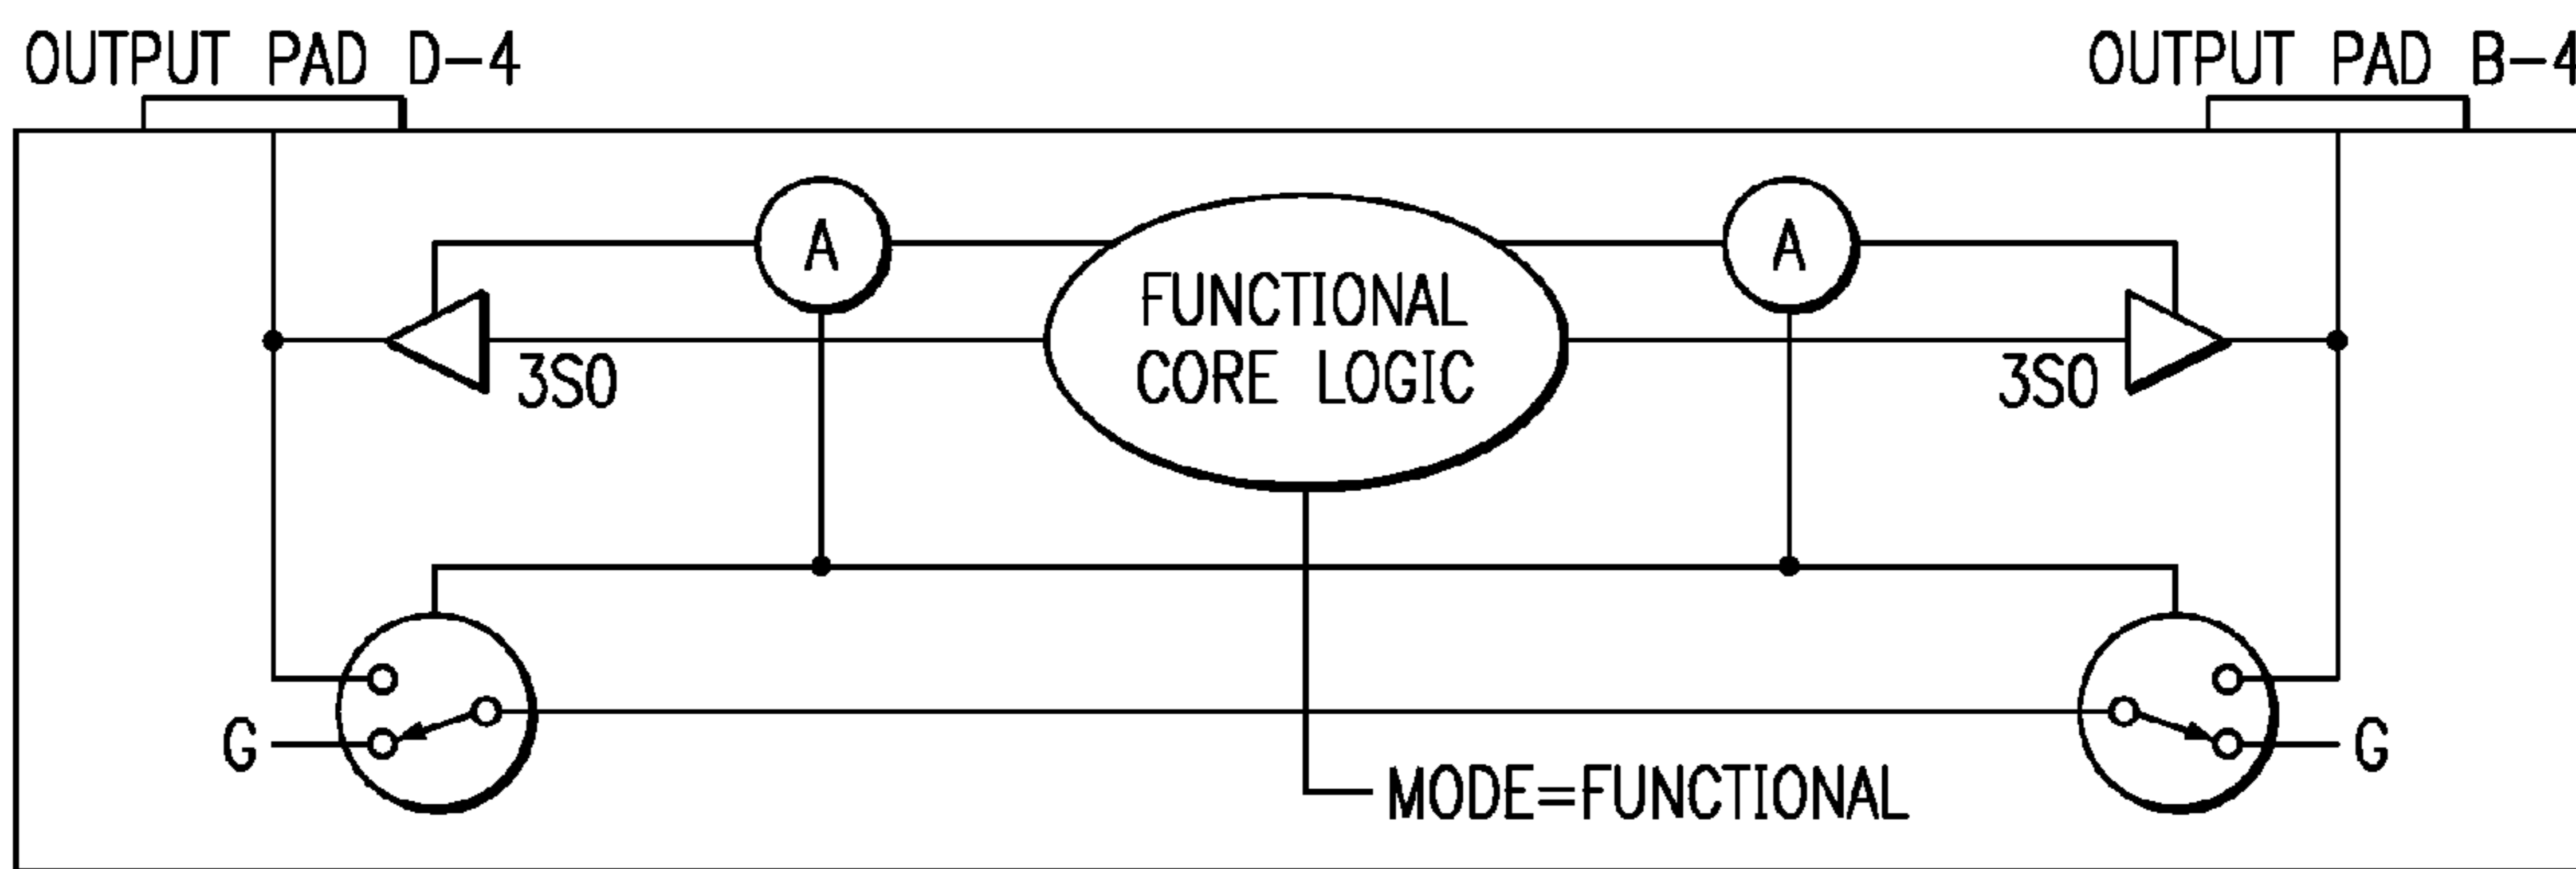 OUTPUT PAD D-4
OUTPUT PAD B-4
A
A
FUNCTIONAL
CORE LOGIC
3SO
3SO
G
G
MODE=FUNCTIONAL